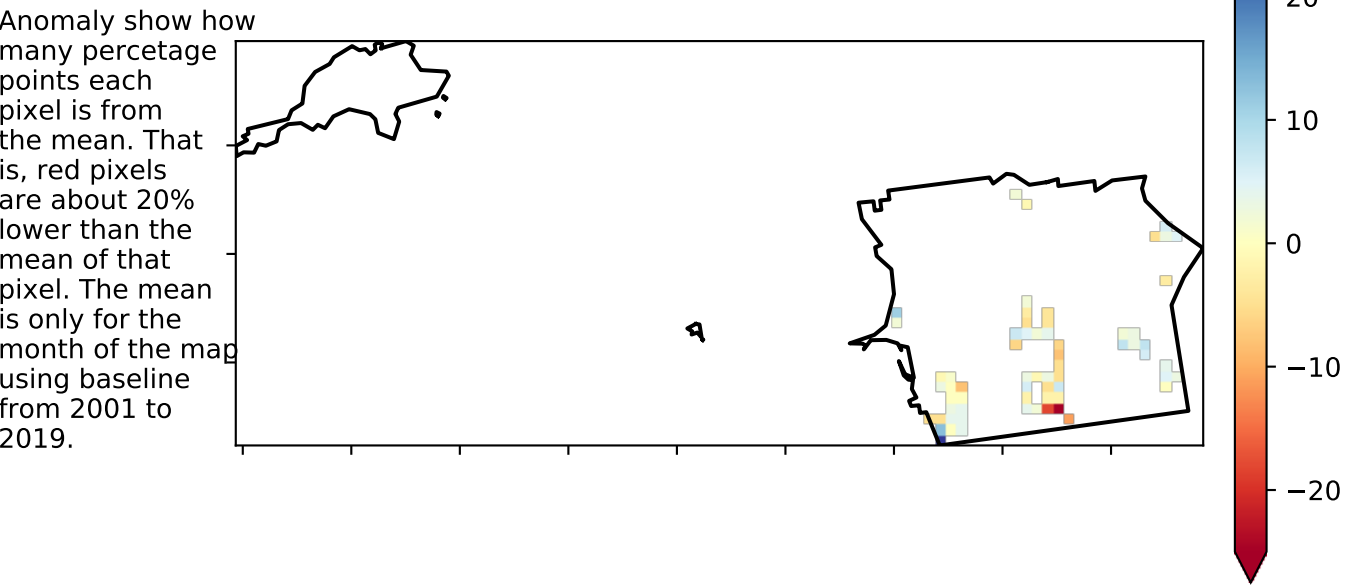 Anomaly show how
many percetage
points each
pixel is from
the mean. That
is, red pixels
are about 20%
lower than the
mean of that
pixel. The mean
is only for the
month of the map
using baseline
from 2001 to
2019.
20
10
0
−10
−20